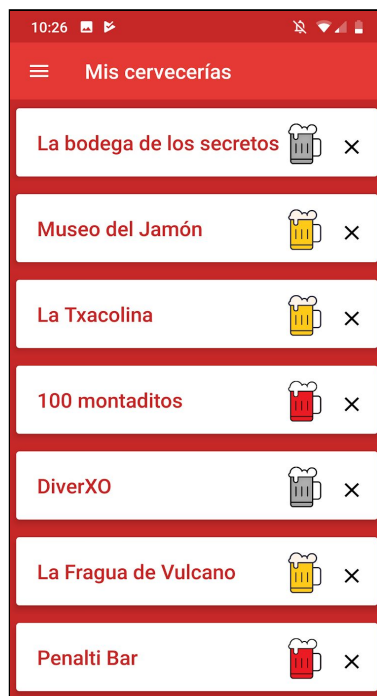 10:26
Mis cervecerías
La bodega de los secretos
Museo del Jamón
La Txacolina
100 montaditos
DiverXO
La Fragua de Vulcano
Penalti Bar